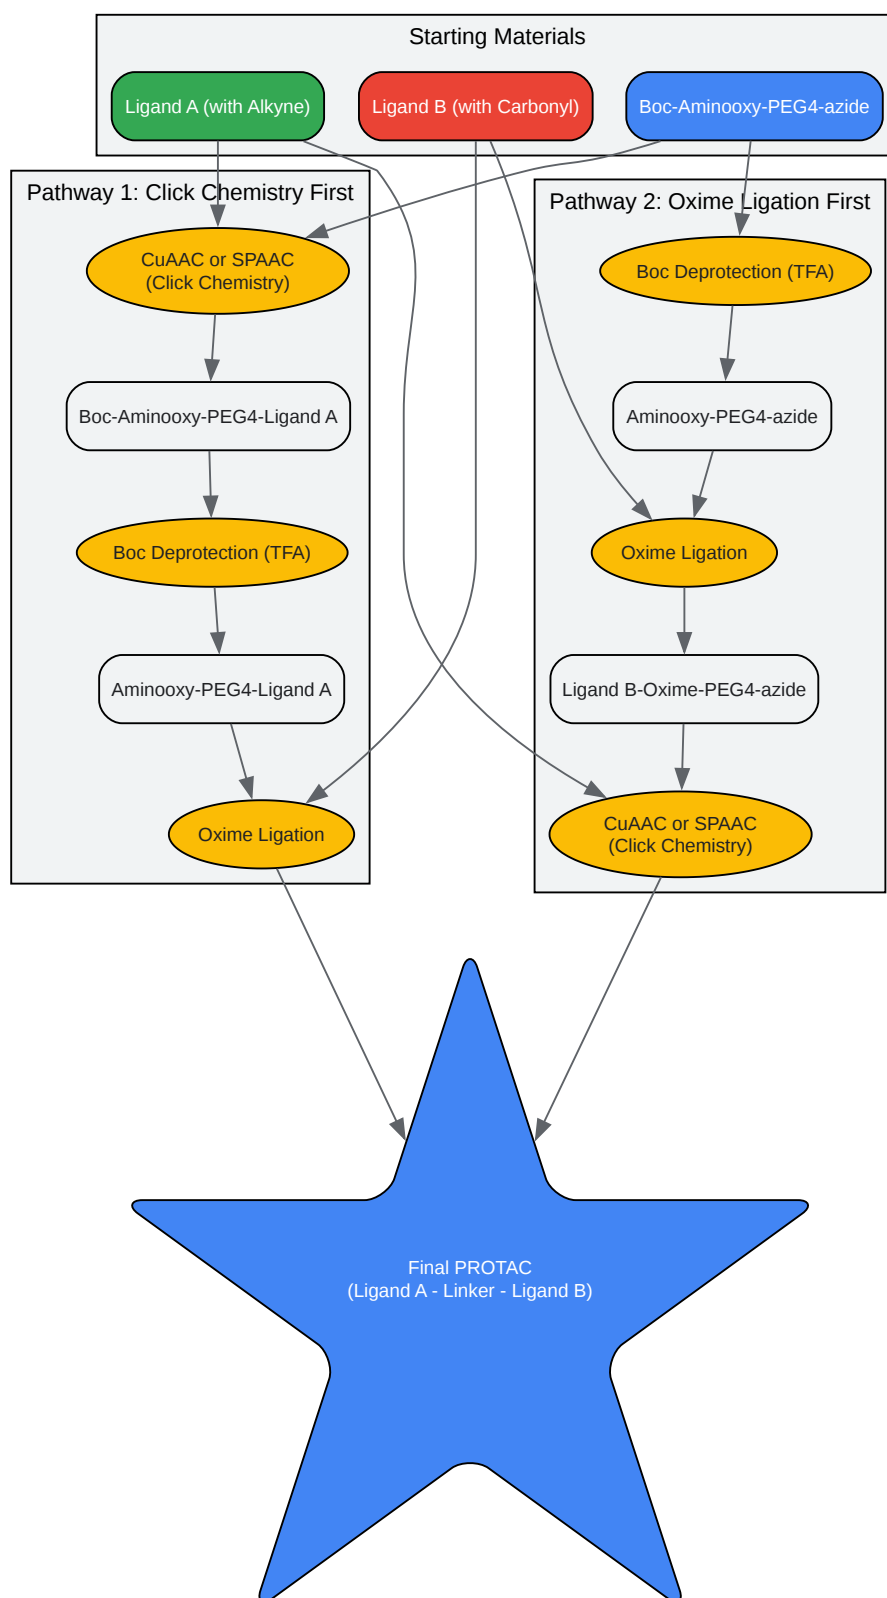 Starting Materials
Ligand A (with Alkyne)
Ligand B (with Carbonyl)
Boc-Aminooxy-PEG4-azide
Pathway 1: Click Chemistry First
CuAAC or SPAAC
(Click Chemistry)
Boc-Aminooxy-PEG4-Ligand A
Boc Deprotection (TFA)
Aminooxy-PEG4-Ligand A
Oxime Ligation
Pathway 2: Oxime Ligation First
Boc Deprotection (TFA)
Aminooxy-PEG4-azide
Oxime Ligation
Ligand B-Oxime-PEG4-azide
CuAAC or SPAAC
(Click Chemistry)
Final PROTAC
(Ligand A - Linker - Ligand B)